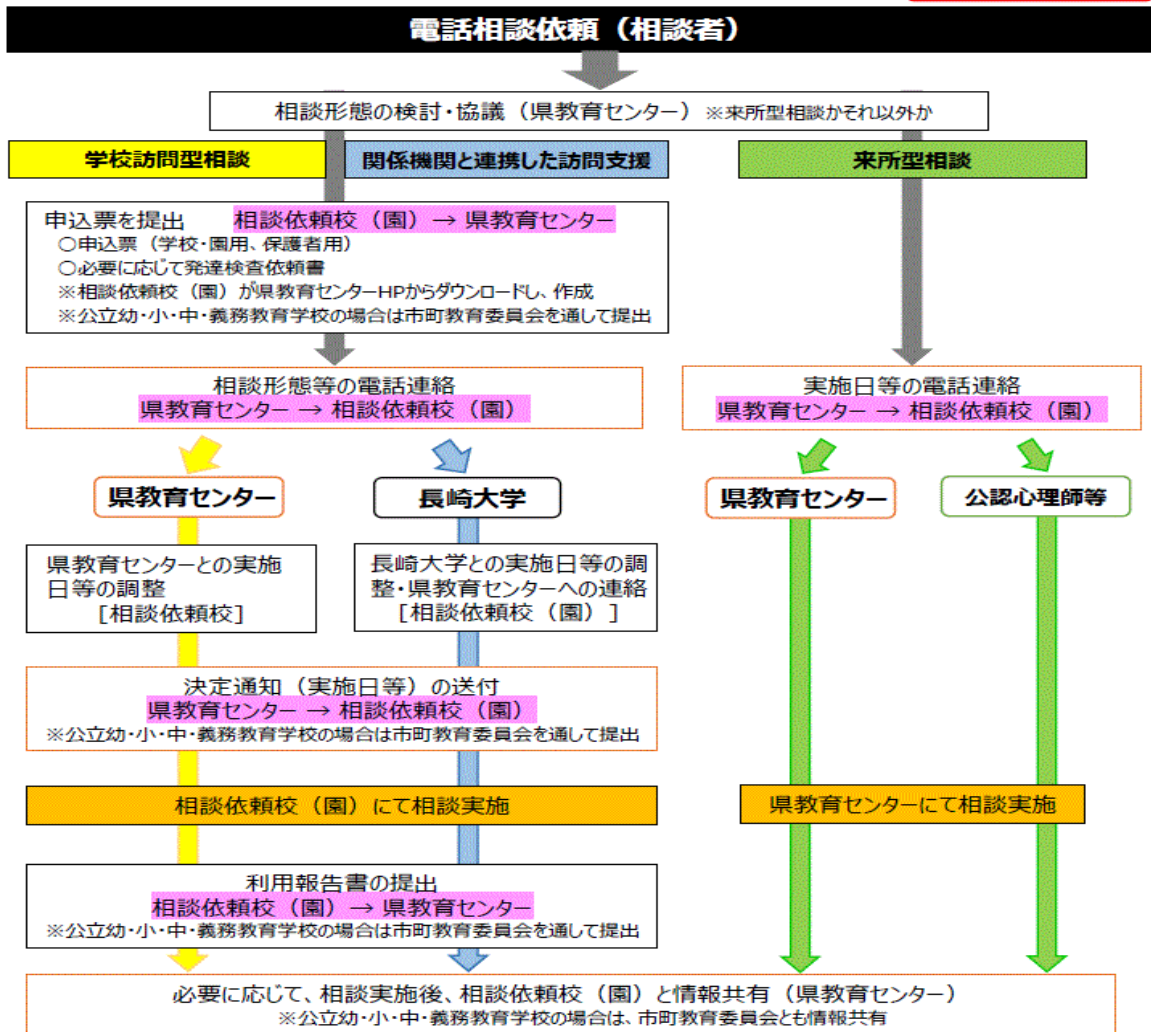 電話相談依頼（相談者）
相談形態の検討・協議（県教育センター）※来所型相談かそれ以外か
学校訪問型相談
関係機関と連携した訪問支援
来所型相談
申込票を提出　相談依頼校（園）→ 県教育センター
○申込票（学校・園用、保護者用）
○必要に応じて発達検査依頼書
※相談依頼校（園）が県教育センターHPからダウンロードし、作成
※公立幼・小・中・義務教育学校の場合は市町教育委員会を通して提出
相談形態等の電話連絡
県教育センター → 相談依頼校（園）
実施日等の電話連絡
県教育センター → 相談依頼校（園）
県教育センター
長崎大学
県教育センター
公認心理師等
県教育センターとの実施
日等の調整
［相談依頼校］
長崎大学との実施日等の調
整・県教育センターへの連絡
［相談依頼校（園）］
決定通知（実施日等）の送付
県教育センター → 相談依頼校（園）
※公立幼・小・中・義務教育学校の場合は市町教育委員会を通して提出
相談依頼校（園）にて相談実施
県教育センターにて相談実施
利用報告書の提出
相談依頼校（園）→ 県教育センター
※公立幼・小・中・義務教育学校の場合は市町教育委員会を通して提出
必要に応じて、相談実施後、相談依頼校（園）と情報共有（県教育センター）
※公立幼・小・中・義務教育学校の場合は、市町教育委員会とも情報共有